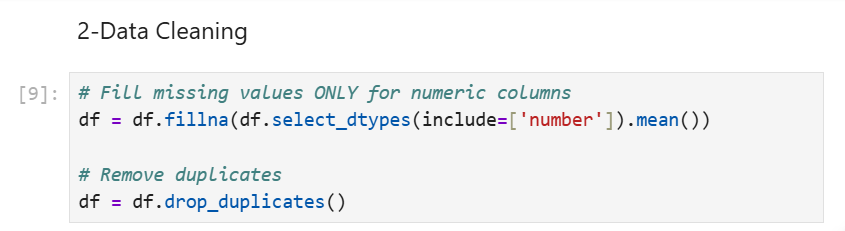 2-Data Cleaning
[9]: # Fill missing values ONLY for numeric columns
df = df.fillna(df.select_dtypes(include=['number']).mean())
# Remove duplicates
df = df.drop_duplicates()